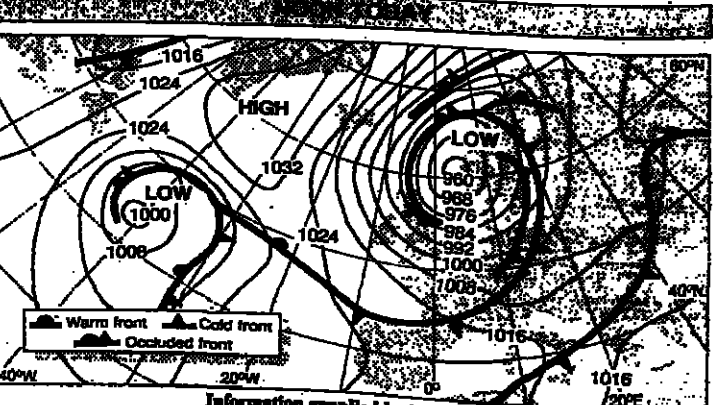 1016
60°N
1024
HIGH
1024
LOW
1032
LOW
960
968
1000
976
1024
984
1008
992
1000
1008
40°N
Warm front Cold front
Occluded front
1016
40°W
20°W
0°
1016
20°E
Information